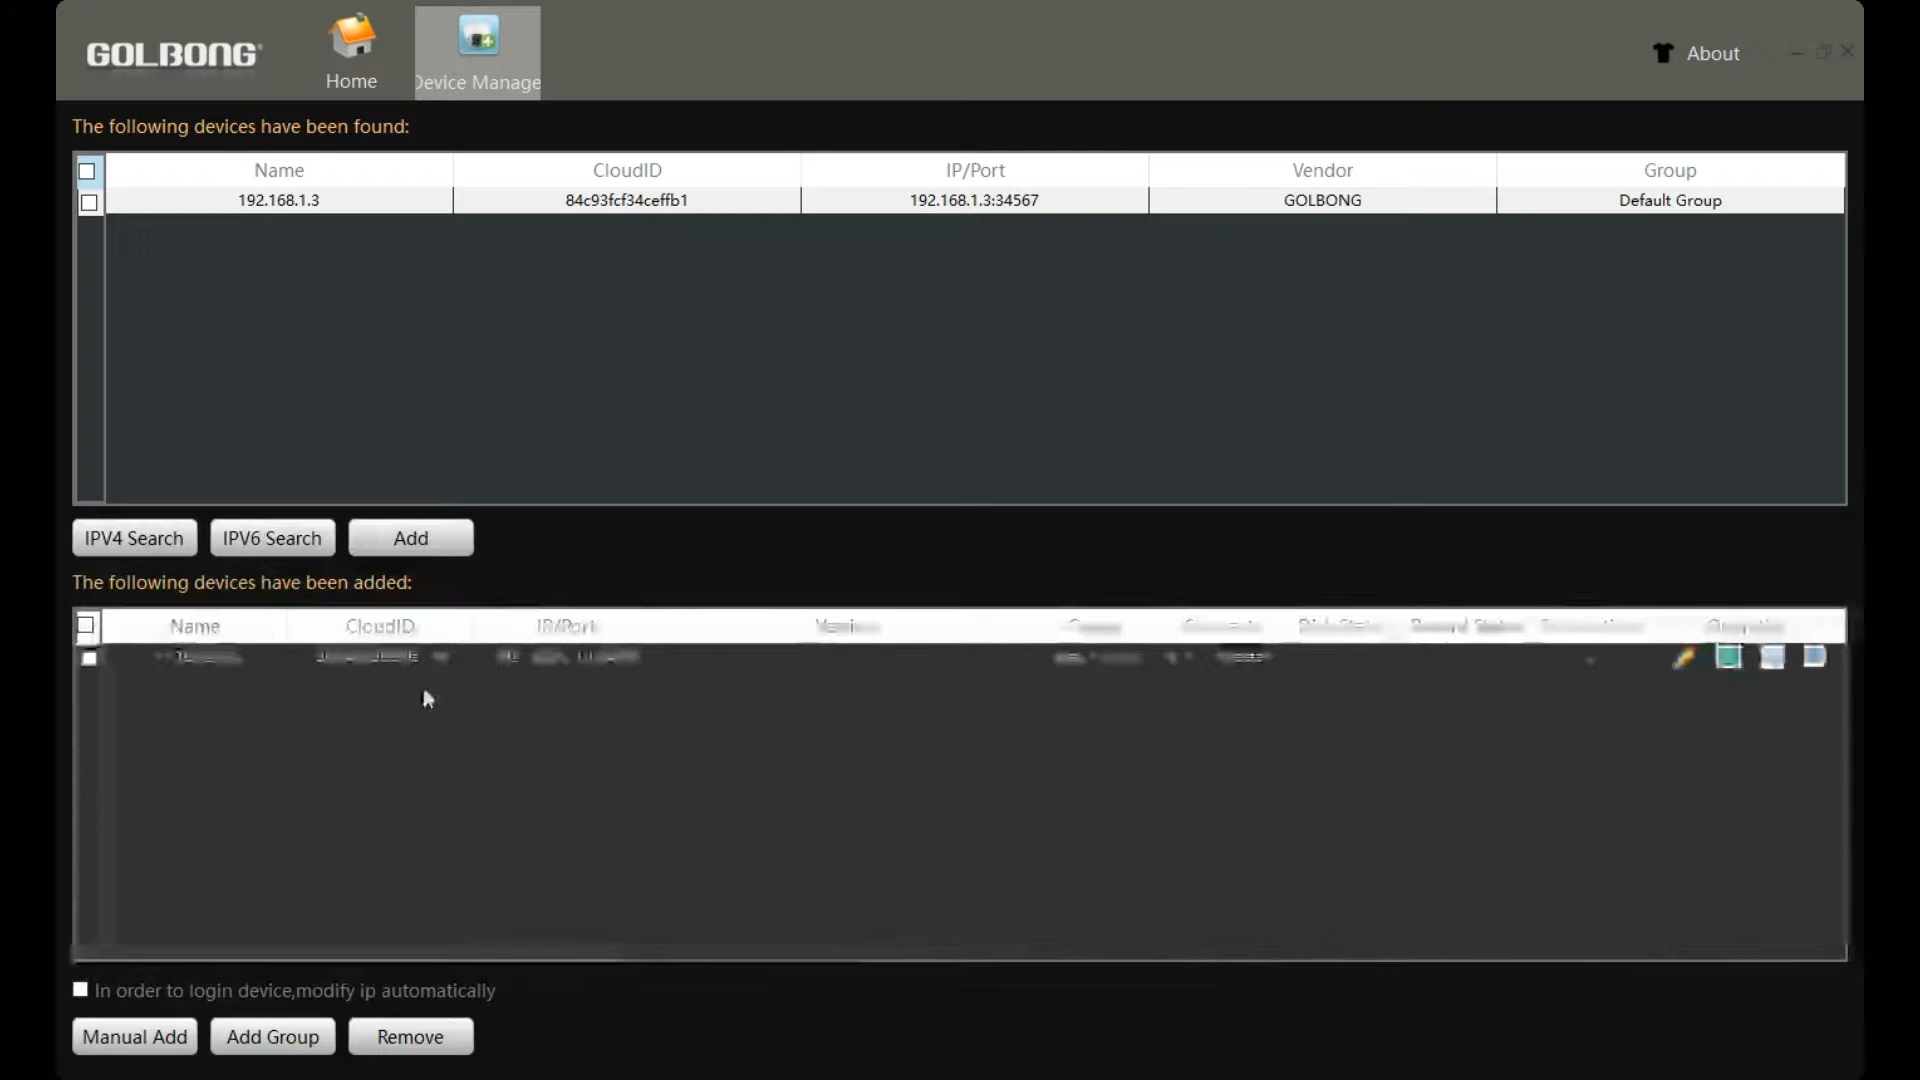 GOLBONG
Home
Device Manage
About
The following devices have been found:
Name CloudID IP/Port Vendor Group
192.168.1.3 84c93fcf34ceffb1 192.168.1.3:34567 GOLBONG Default Group
IPV4 Search IPV6 Search Add
The following devices have been added:
Name CloudID IP/Port
In order to login device,modify ip automatically
Manual Add Add Group Remove